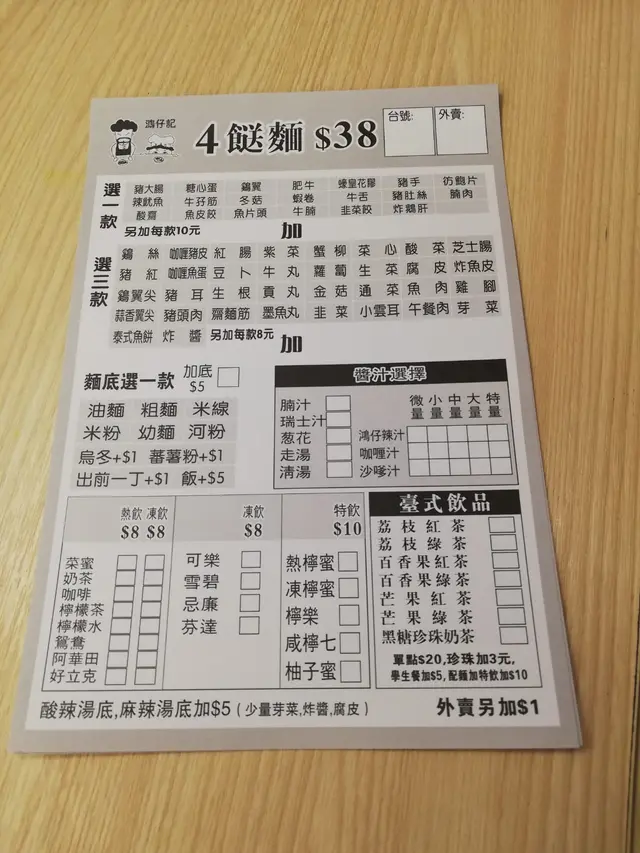 鴻仔記
4餸麵 $38
台號:
外賣:
選一款
豬大腸 糖心蛋 鷄翼 肥牛 蠔皇花膠 豬手 仿鮑片
辣魷魚 牛孖筋 冬菇 蝦卷 牛舌 豬肚絲 腩肉
酸齋 魚皮餃 魚片頭 牛腩 韭菜餃 炸鵝肝
另加每款10元
加
選三款
鷄絲 咖喱豬皮 紅腸 紫菜 蟹柳 菜心 酸菜 芝士腸
豬紅 咖喱魚蛋 豆卜 牛丸 蘿蔔 生菜 腐皮 炸魚皮
鷄翼尖 豬耳 生根 貢丸 金菇 通菜 魚肉 雞腳
蒜香翼尖 豬頭肉 齋麵筋 墨魚丸 韭菜 小雲耳 午餐肉 芽菜
泰式魚餅 炸醬 另加每款8元
加
麵底選一款
加底
$5
油麵 粗麵 米線
米粉 幼麵 河粉
烏冬+$1 蕃薯粉+$1
出前一丁+$1 飯+$5
醬汁選擇
腩汁
瑞士汁
葱花
走湯
清湯
微量 小量 中量 大量 特量
鴻仔辣汁
咖喱汁
沙嗲汁
熱飲 凍飲
$8 $8
菜蜜
奶茶
咖啡
檸檬茶
檸檬水
鴛鴦
阿華田
好立克
凍飲
$8
可樂
雪碧
忌廉
芬達
特飲
$10
熱檸蜜
凍檸蜜
檸樂
咸檸七
柚子蜜
臺式飲品
荔枝紅茶
荔枝綠茶
百香果紅茶
百香果綠茶
芒果紅茶
芒果綠茶
黑糖珍珠奶茶
單點$20,珍珠加3元,
學生餐加$5,配麵加特飲加$10
酸辣湯底,麻辣湯底加$5(少量芽菜,炸醬,腐皮)
外賣另加$1